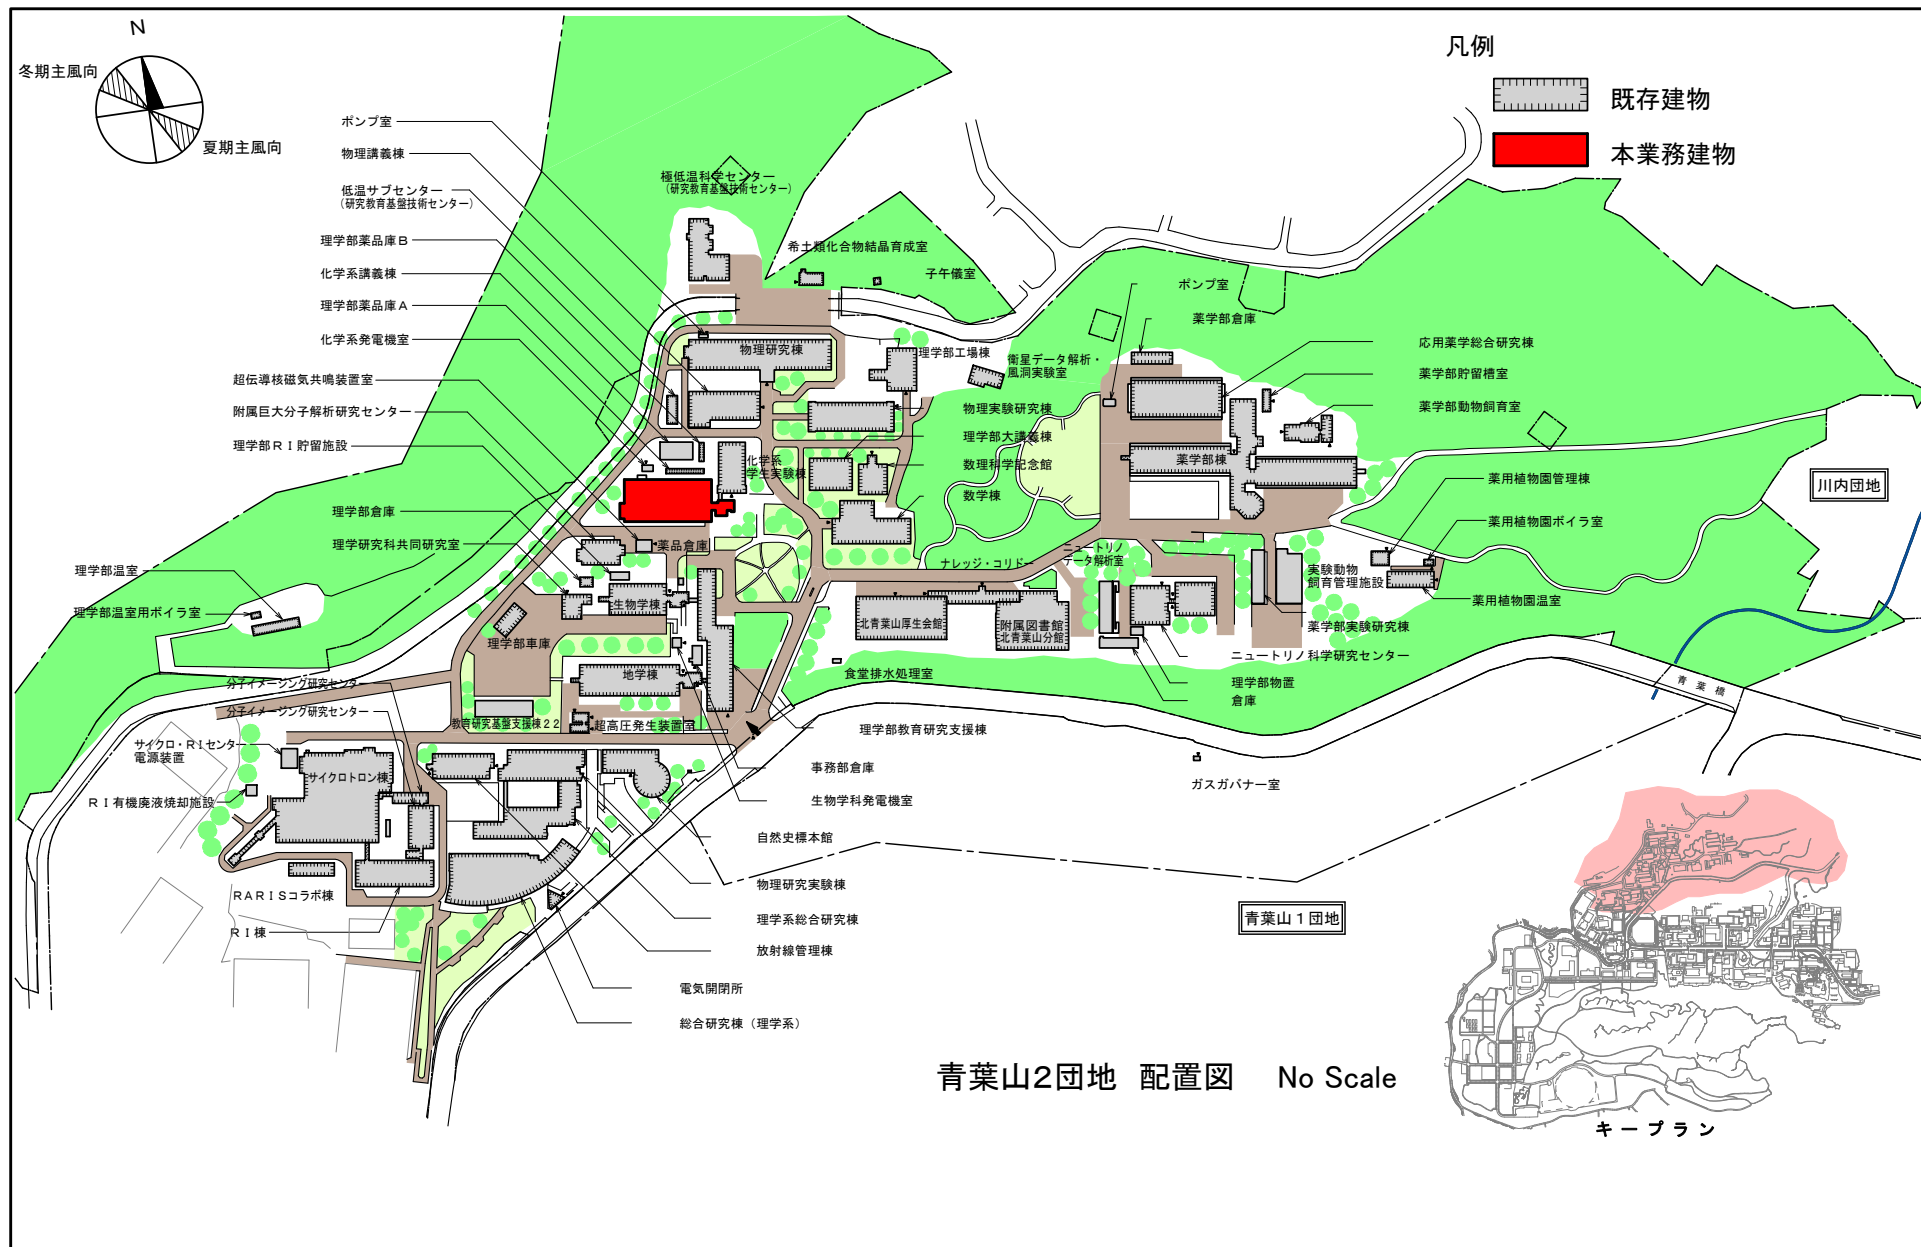 N
冬期主風向
夏期主風向
凡例
既存建物
本業務建物
ポンプ室
物理講義棟
低温サブセンター
(研究教育基盤技術センター)
理学部薬品庫B
化学系講義棟
理学部薬品庫A
化学系発電機室
超伝導核磁気共鳴装置室
附属巨大分子解析研究センター
理学部RI貯留施設
理学部倉庫
理学研究科共同研究室
理学部温室
理学部温室用ボイラ室
極低温科学センター
(研究教育基盤技術センター)
希土類化合物結晶育成室
子午儀室
ポンプ室
薬学部倉庫
物理研究棟
理学部工場棟
衛星データ解析・
風洞実験室
応用薬学総合研究棟
薬学部貯留槽室
薬学部動物飼育室
物理実験研究棟
理学部大講義棟
数理科学記念館
数学棟
化学系
学生実験棟
薬学部棟
薬用植物園管理棟
薬用植物園ボイラ室
薬用植物園温室
川内団地
薬品倉庫
ナレッジ・コリドー
ニュートリノ
データ解析室
実験動物
飼育管理施設
生物学棟
北青葉山厚生会館
附属図書館
北青葉山分館
薬学部実験研究棟
ニュートリノ科学研究センター
理学部物置
倉庫
理学部車庫
地学棟
食堂排水処理室
青葉橋
分子イメージング研究センター
分子イメージング研究センター
教育研究基盤支援棟22
超高圧発生装置室
理学部教育研究支援棟
サイクロ・RIセンター
電源装置
サイクロトロン棟
RI有機廃液焼却施設
事務部倉庫
生物学科発電機室
ガスガバナー室
自然史標本館
物理研究実験棟
理学系総合研究棟
放射線管理棟
RARISコラボ棟
RI棟
電気開閉所
総合研究棟(理学系)
青葉山1団地
青葉山2団地 配置図 No Scale
キープラン